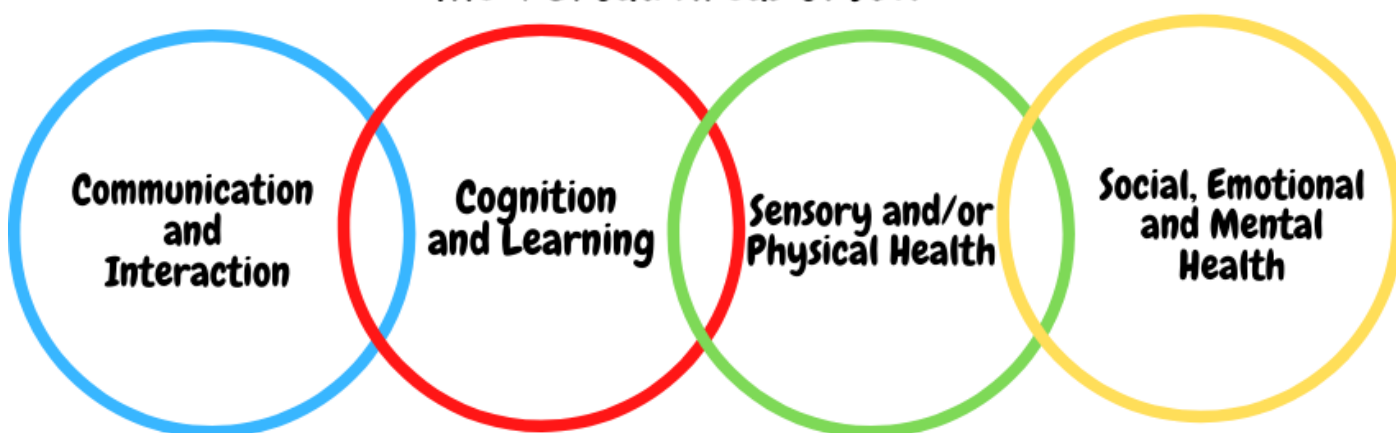 Communication
and
Interaction
Cognition
and Learning
Sensory and/or
Physical Health
Social, Emotional
and Mental
Health